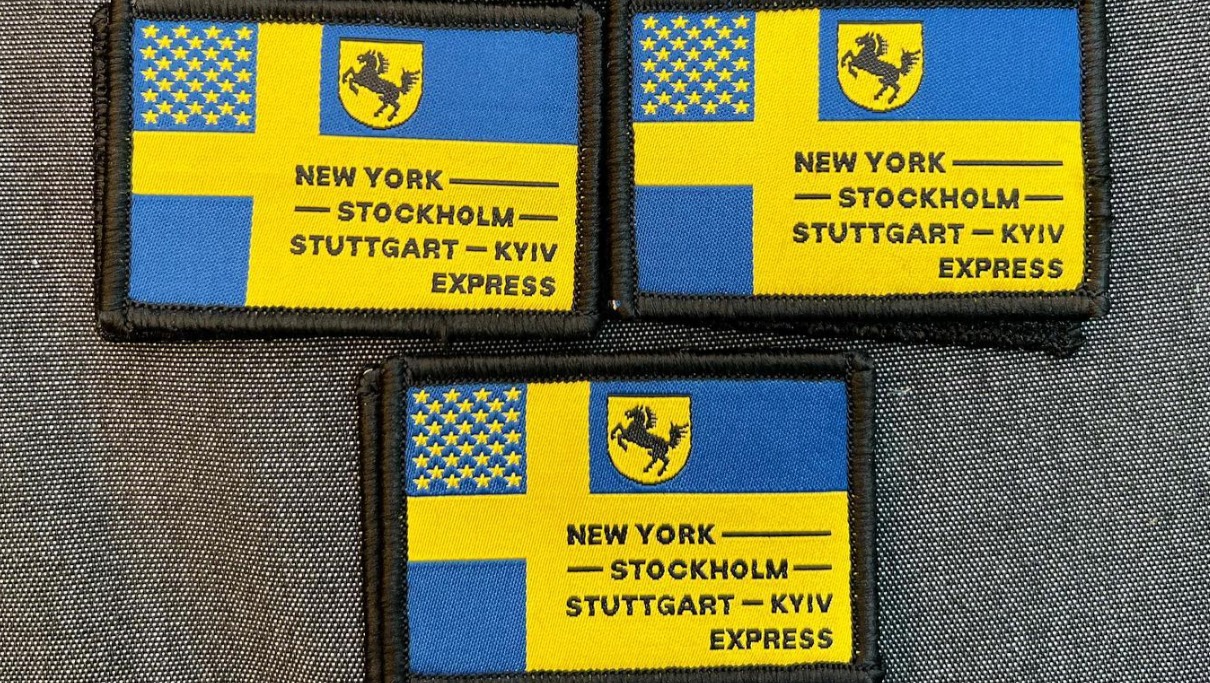 NEW YORK —
— STOCKHOLM —
STUTTGART — KYIV
EXPRESS
NEW YORK —
— STOCKHOLM —
STUTTGART — KYIV
EXPRESS
NEW YORK —
— STOCKHOLM —
STUTTGART — KYIV
EXPRESS